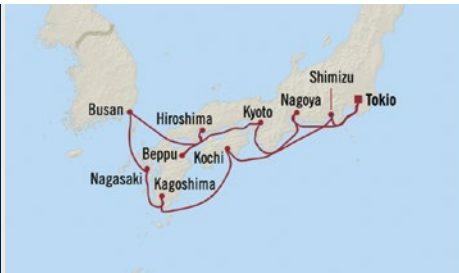 Shimizu
Nagoya
Tokio
Kyoto
Busan
Hiroshima
Beppu
Kochi
Nagasaki
Kagoshima